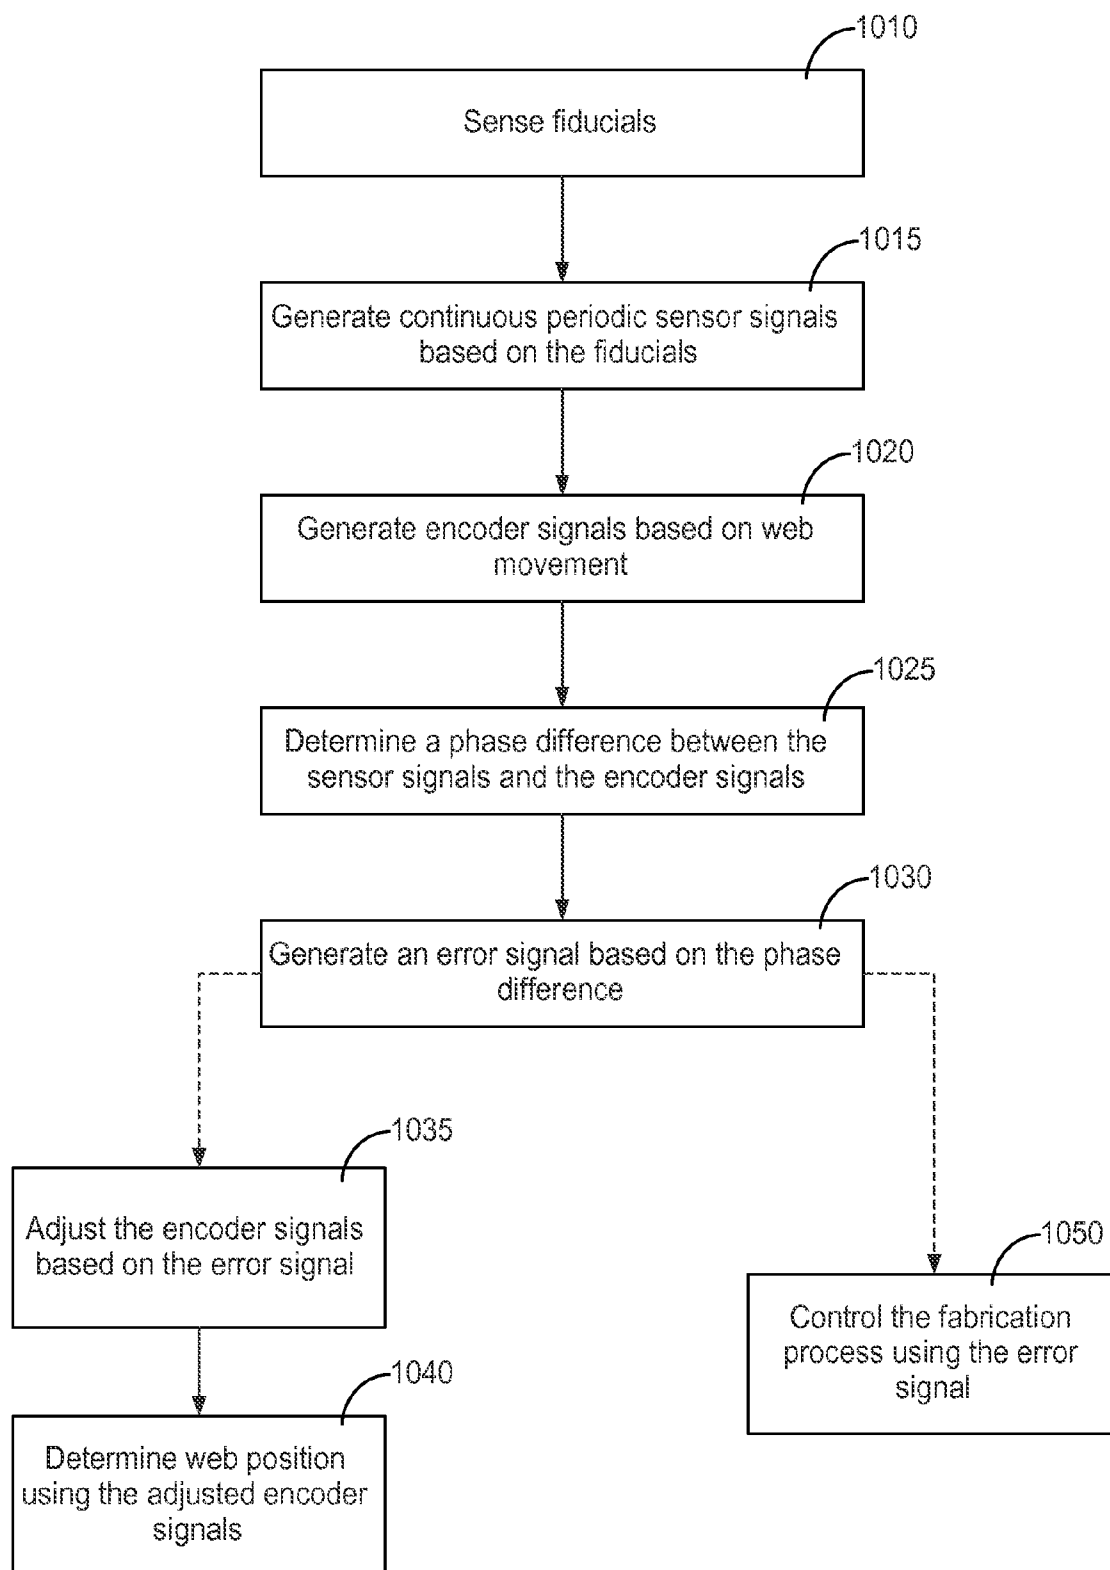 1010
Sense fiducials
1015
Generate continuous periodic sensor signals
based on the fiducials
1020
Generate encoder signals based on web
movement
1025
Determine a phase difference between the
sensor signals and the encoder signals
1030
Generate an error signal based on the phase
difference
1035
Adjust the encoder signals
based on the error signal
1050
Control the fabrication
process using the error
signal
1040
Determine web position
using the adjusted encoder
signals